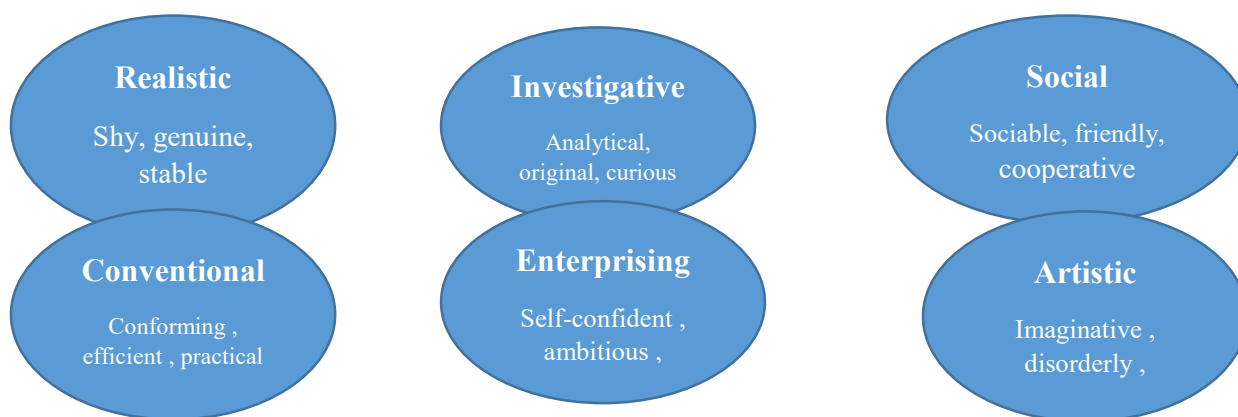 Realistic
Shy, genuine,
stable
Investigative
Analytical,
original, curious
Social
Sociable, friendly,
cooperative
Conventional
Conforming ,
efficient , practical
Enterprising
Self-confident ,
ambitious ,
Artistic
Imaginative ,
disorderly ,